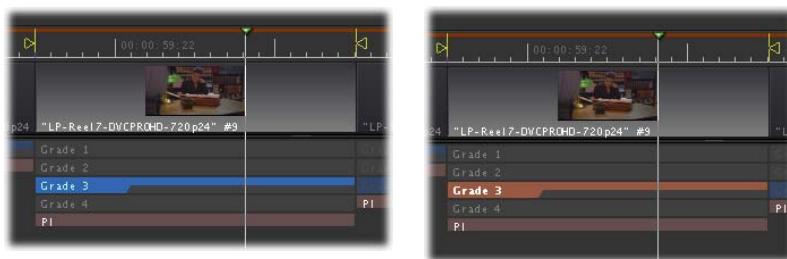 00:00:59:22
p24 "LP-Reel7-DVCPROHD-720p24" #9 "LP-
Grade 1
Grade 2
Grade 3
Grade 4
PI PI
00:00:59:22
24 "LP-Reel7-DVCPROHD-720p24" #9 "L
Grade 1
Grade 2
Grade 3
Grade 4
PI PI